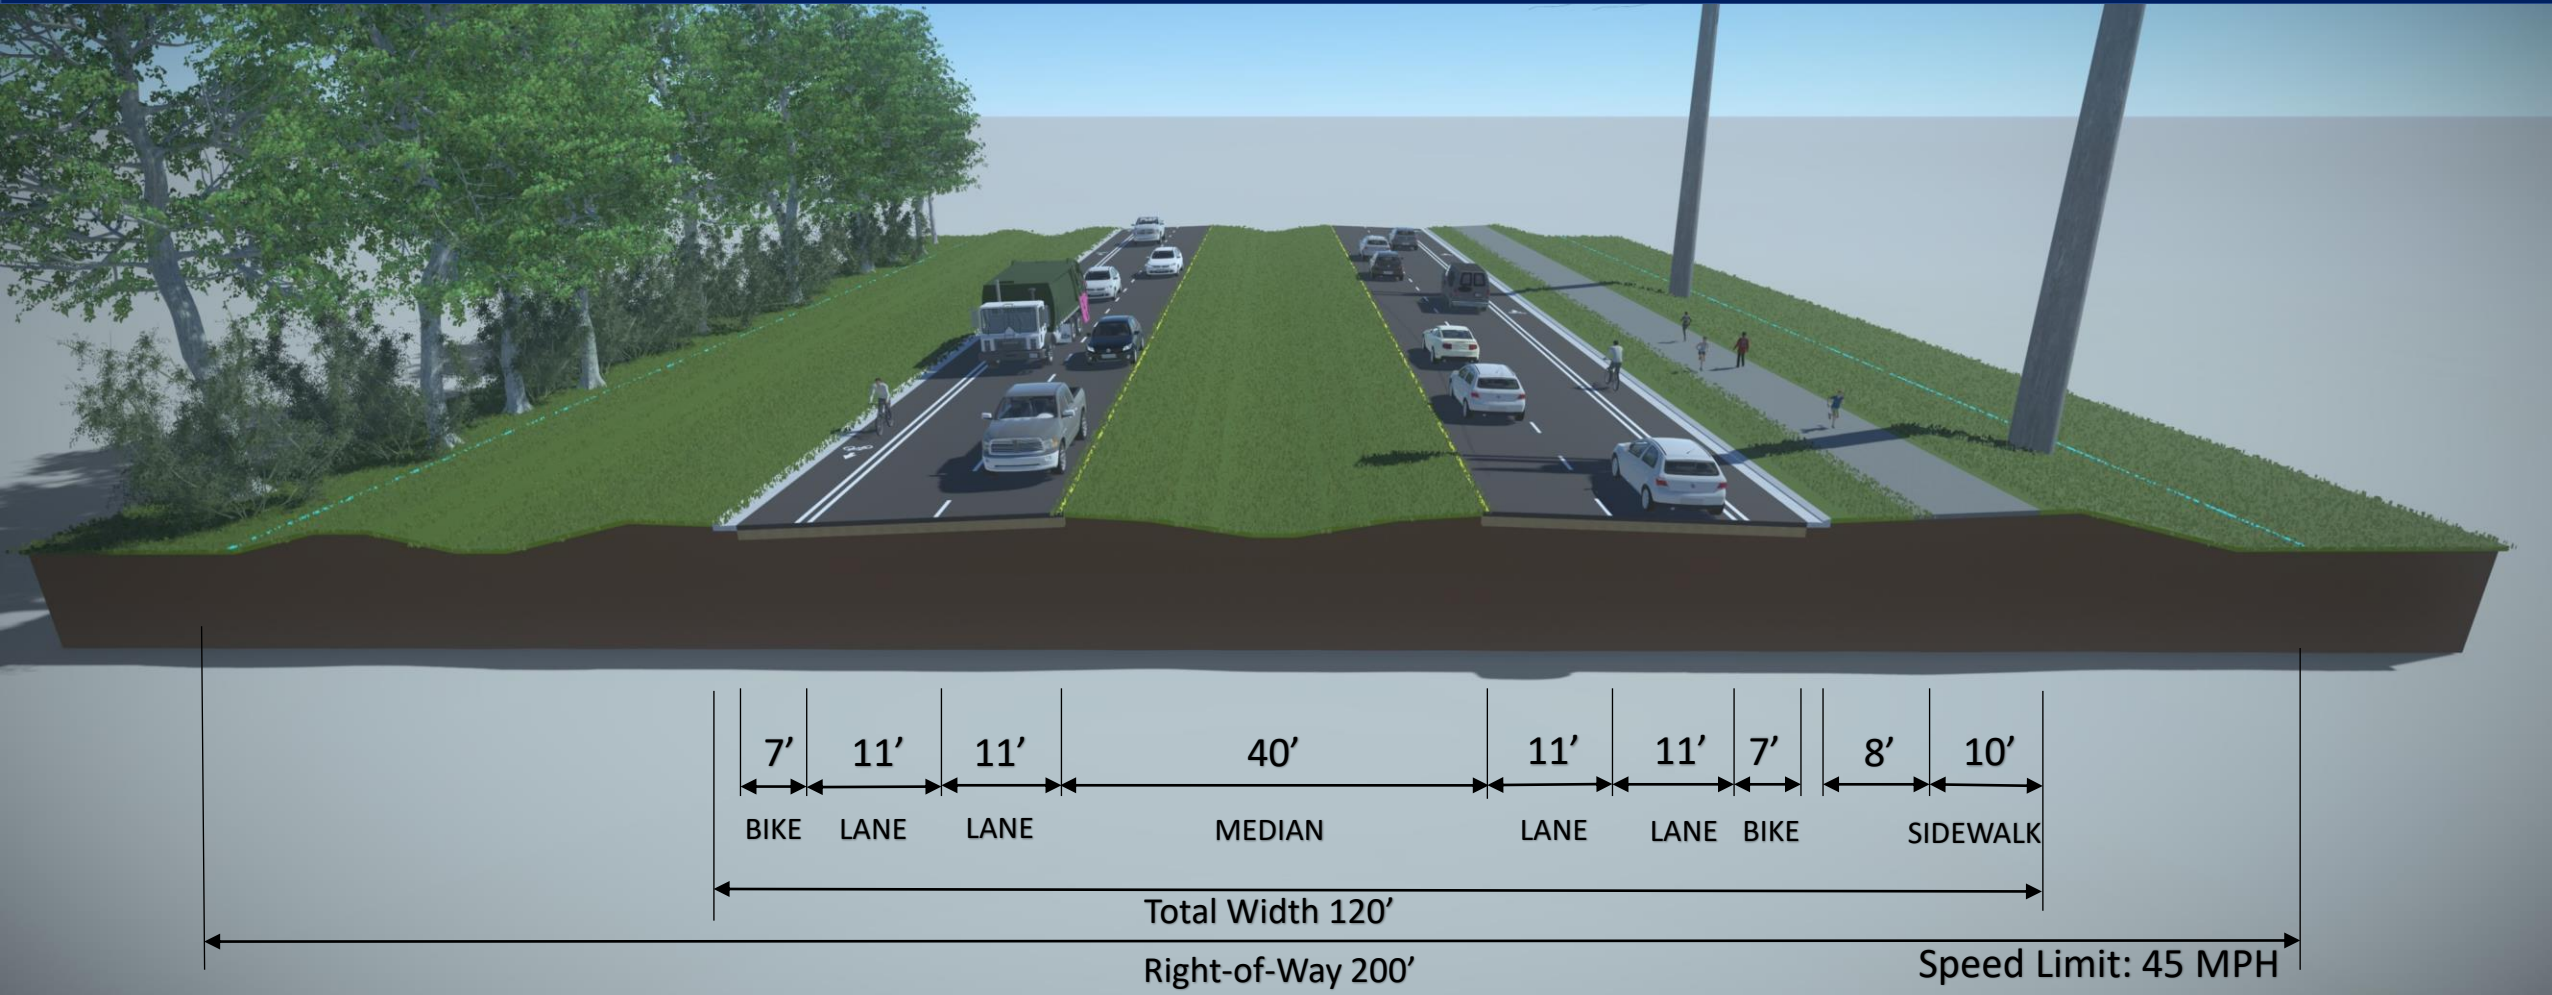 7’ 11’ 11’ 40’ 11’ 11’ 7’ 8’ 10’
BIKE LANE LANE MEDIAN LANE LANE BIKE SIDEWALK
Total Width 120’
Right-of-Way 200’
Speed Limit: 45 MPH